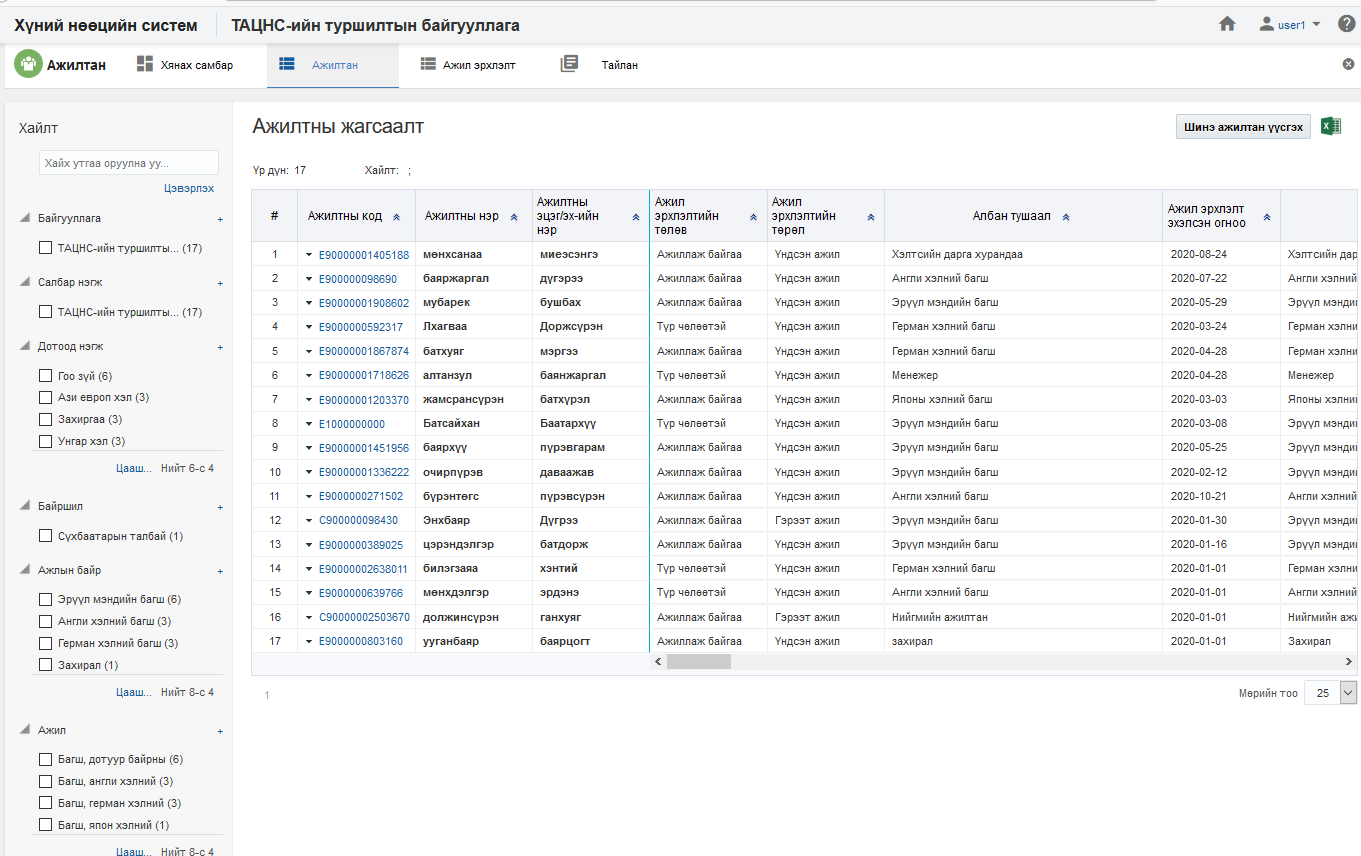 Хүний нөөцийн систем ТАЦНС-ийн туршилтын байгууллага user1
Ажилтан Хянах самбар Ажилтан Ажил эрхлэлт Тайлан
Хайлт
Хайх утгаа оруулна уу...
Цэвэрлэх
Байгууллага +
ТАЦНС-ийн туршилты... (17)
Салбар нэгж +
ТАЦНС-ийн туршилты... (17)
Дотоод нэгж +
Гоо зүй (6)
Ази европ хэл (3)
Захиргаа (3)
Унгар хэл (3)
Цааш... Нийт 6-с 4
Байршил +
Сүхбаатарын талбай (1)
Ажлын байр +
Эрүүл мэндийн багш (6)
Англи хэлний багш (3)
Герман хэлний багш (3)
Захирал (1)
Цааш... Нийт 8-с 4
Ажил +
Багш, дотуур байрны (6)
Багш, англи хэлний (3)
Багш, герман хэлний (3)
Багш, япон хэлний (1)
Цааш... Нийт 8-с 4
Ажилтны жагсаалт
Шинэ ажилтан үүсгэх
Үр дүн: 17 Хайлт: ;
# Ажилтны код Ажилтны нэр Ажилтны эцэг/эх-ийн нэр Ажил эрхлэлтийн төлөв Ажил эрхлэлтийн төрөл Албан тушаал Ажил эрхлэлт эхэлсэн огноо
1 E90000001405188 мөнхсанаа миеэсэнгэ Ажиллаж байгаа Үндсэн ажил Хэлтсийн дарга хурандаа 2020-08-24 Хэлтсийн дар
2 E900000098690 баяржаргал дүгэрээ Ажиллаж байгаа Үндсэн ажил Англи хэлний багш 2020-07-22 Англи хэлний
3 E90000001908602 мубарек бушбах Ажиллаж байгаа Үндсэн ажил Эрүүл мэндийн багш 2020-05-29 Эрүүл мэнди
4 E9000000592317 Лхагваа Доржсүрэн Түр чөлөөтэй Үндсэн ажил Герман хэлний багш 2020-03-24 Герман хэлни
5 E90000001867874 батхуяг мэргээ Ажиллаж байгаа Үндсэн ажил Герман хэлний багш 2020-04-28 Герман хэлни
6 E90000001718626 алтанзул баянжаргал Түр чөлөөтэй Үндсэн ажил Менежер 2020-04-28 Менежер
7 E90000001203370 жамсрансүрэн батхүрэл Ажиллаж байгаа Үндсэн ажил Японы хэлний багш 2020-03-03 Японы хэлний
8 E1000000000 Батсайхан Баатархүү Түр чөлөөтэй Үндсэн ажил Эрүүл мэндийн багш 2020-03-08 Эрүүл мэнди
9 E90000001451956 баярхүү пүрэвгарам Ажиллаж байгаа Үндсэн ажил Эрүүл мэндийн багш 2020-05-25 Эрүүл мэнди
10 E90000001336222 очирпүрэв даваажав Ажиллаж байгаа Үндсэн ажил Эрүүл мэндийн багш 2020-02-12 Эрүүл мэнди
11 E9000000271502 бүрэнтөгс пүрэвсүрэн Ажиллаж байгаа Үндсэн ажил Англи хэлний багш 2020-10-21 Англи хэлний
12 C900000098430 Энхбаяр Дүгрээ Ажиллаж байгаа Гэрээт ажил Эрүүл мэндийн багш 2020-01-30 Эрүүл мэнди
13 E9000000389025 цэрэндэлгэр батдорж Ажиллаж байгаа Үндсэн ажил Эрүүл мэндийн багш 2020-01-16 Эрүүл мэнди
14 E90000002638011 билэгзаяа хэнтий Түр чөлөөтэй Үндсэн ажил Герман хэлний багш 2020-01-01 Герман хэлни
15 E9000000639766 мөнхдэлгэр эрдэнэ Түр чөлөөтэй Үндсэн ажил Англи хэлний багш 2020-01-01 Англи хэлний
16 C90000002503670 должинсүрэн ганхуяг Ажиллаж байгаа Гэрээт ажил Нийгмийн ажилтан 2020-01-01 Нийгмийн ажи
17 E9000000803160 ууганбаяр баярцогт Ажиллаж байгаа Үндсэн ажил захирал 2020-01-01 Захирал
1 Мөрийн тоо 25